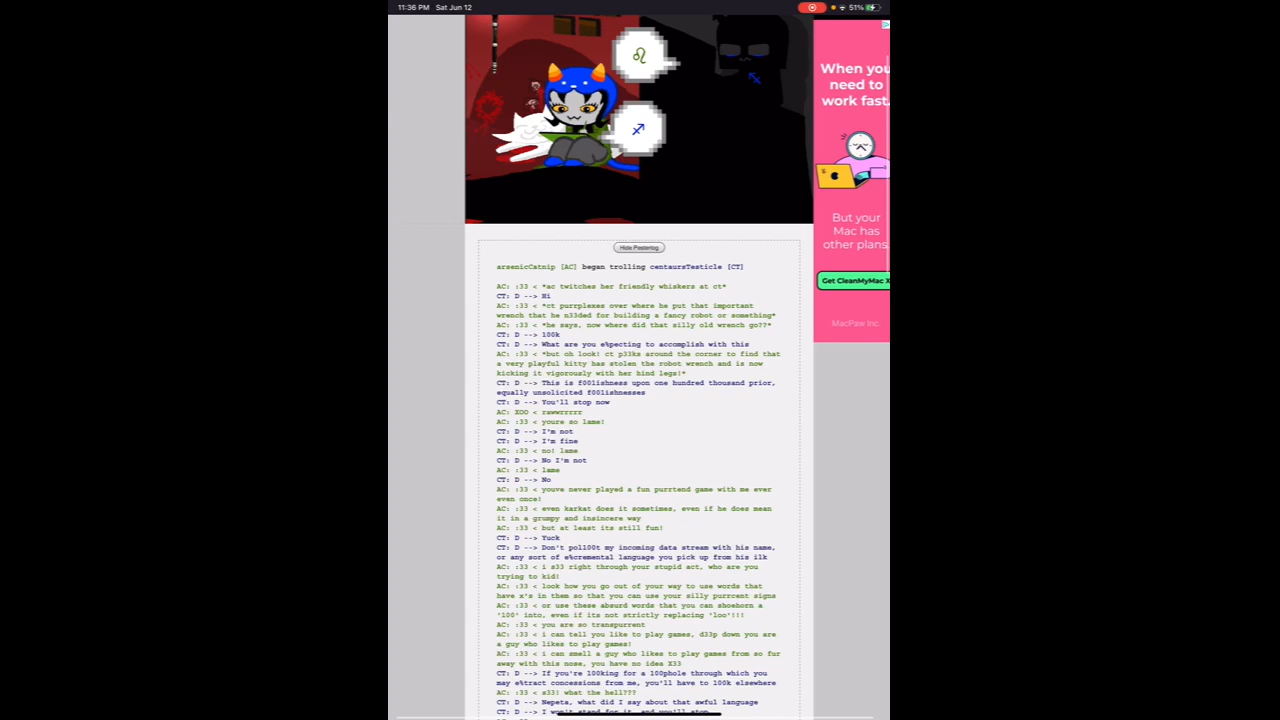 11:36 PM Sat Jun 12
51%
When you
need to
work fast.
But your
Mac has
other plans.
Get CleanMyMac X
MacPaw Inc.
Hide Pesterlog
arsenicCatnip [AC] began trolling centaursTesticle [CT]
AC: :33 < *ac twitches her friendly whiskers at ct*
CT: D --> Hi
AC: :33 < *ct purrplexes over where he put that important
wrench that he n33ded for building a fancy robot or something*
AC: :33 < *he says, now where did that silly old wrench go??*
CT: D --> 100k
CT: D --> What are you e%pecting to accomplish with this
AC: :33 < *but oh look! ct p33ks around the corner to find that
a very playful kitty has stolen the robot wrench and is now
kicking it vigorously with her hind legs!*
CT: D --> This is f001ishness upon one hundred thousand prior,
equally unsolicited f001ishnesses
CT: D --> You'll stop now
AC: XOO < rawwrrrrr
AC: :33 < youre so lame!
CT: D --> I'm not
CT: D --> I'm fine
AC: :33 < no! lame
CT: D --> No I'm not
AC: :33 < lame
CT: D --> No
AC: :33 < youve never played a fun purrtend game with me ever
even once!
AC: :33 < even karkat does it sometimes, even if he does mean
it in a grumpy and insincere way
AC: :33 < but at least its still fun!
CT: D --> Yuck
CT: D --> Don't pol100t my incoming data stream with his name,
or any sort of e%cremental language you pick up from his ilk
AC: :33 < i s33 right through your stupid act, who are you
trying to kid!
AC: :33 < look how you go out of your way to use words that
have x's in them so that you can use your silly purrcent signs
AC: :33 < or use these absurd words that you can shoehorn a
'100' into, even if its not strictly replacing 'loo'!!!
AC: :33 < you are so transpurrent
AC: :33 < i can tell you like to play games, d33p down you are
a guy who likes to play games!
AC: :33 < i can smell a guy who likes to play games from so fur
away with this nose, you have no idea X33
CT: D --> If you're 100king for a 100phole through which you
may e%tract concessions from me, you'll have to 100k elsewhere
AC: :33 < s33! what the hell???
CT: D --> Nepeta, what did I say about that awful language
CT: D --> I won't stand for it, and you'll stop